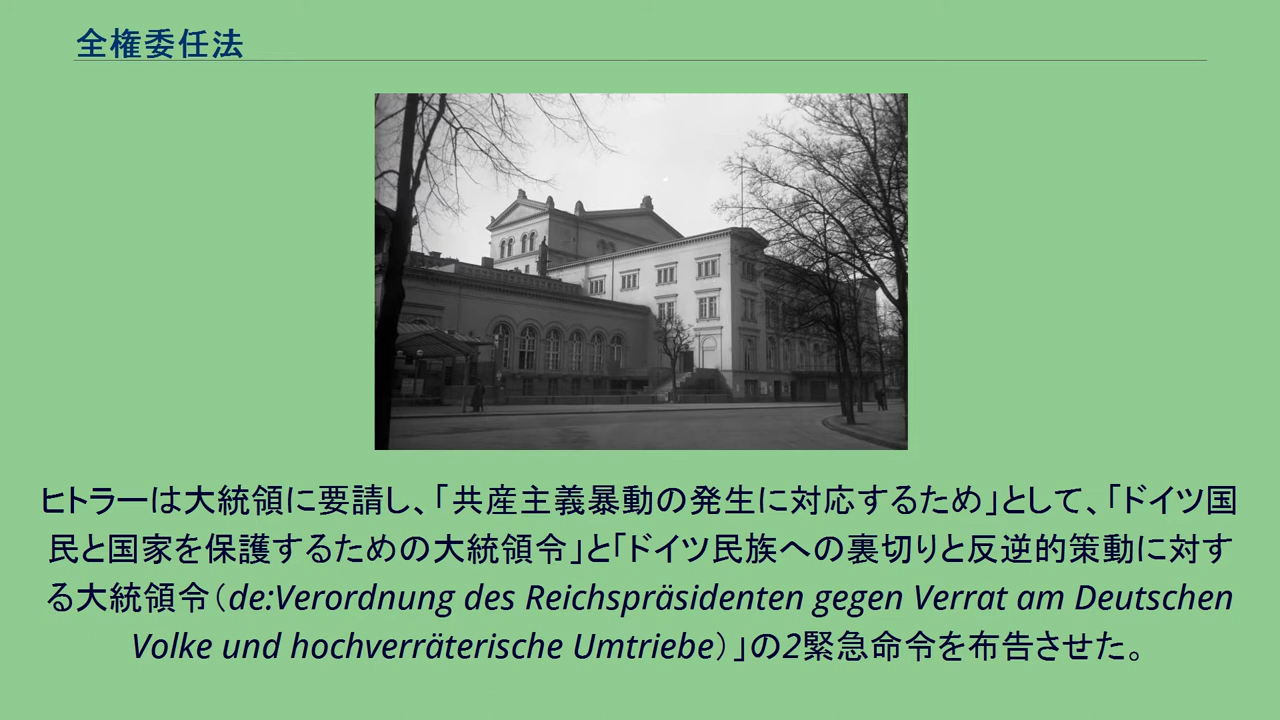 全権委任法
ヒトラーは大統領に要請し、「共産主義暴動の発生に対応するため」として、「ドイツ国
民と国家を保護するための大統領令」と「ドイツ民族への裏切りと反逆的策動に対す
る大統領令（de:Verordnung des Reichspräsidenten gegen Verrat am Deutschen
Volke und hochverräterische Umtriebe）」の2緊急命令を布告させた。